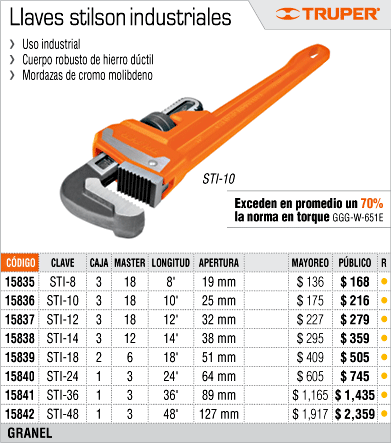 Llaves stilson industriales
TRUPER®
› Uso industrial
› Cuerpo robusto de hierro dúctil
› Mordazas de cromo molibdeno
STI-10
Exceden en promedio un 70%
la norma en torque GGG-W-651E
CÓDIGO CLAVE CAJA MASTER LONGITUD APERTURA MAYOREO PÚBLICO R
15835 STI-8 3 18 8' 19 mm $ 136 $ 168
15836 STI-10 3 18 10' 25 mm $ 175 $ 216
15837 STI-12 3 18 12' 32 mm $ 227 $ 279
15838 STI-14 3 12 14' 38 mm $ 295 $ 359
15839 STI-18 2 6 18' 51 mm $ 409 $ 505
15840 STI-24 1 3 24' 64 mm $ 605 $ 745
15841 STI-36 1 3 36' 89 mm $ 1,165 $ 1,435
15842 STI-48 1 3 48' 127 mm $ 1,917 $ 2,359
GRANEL